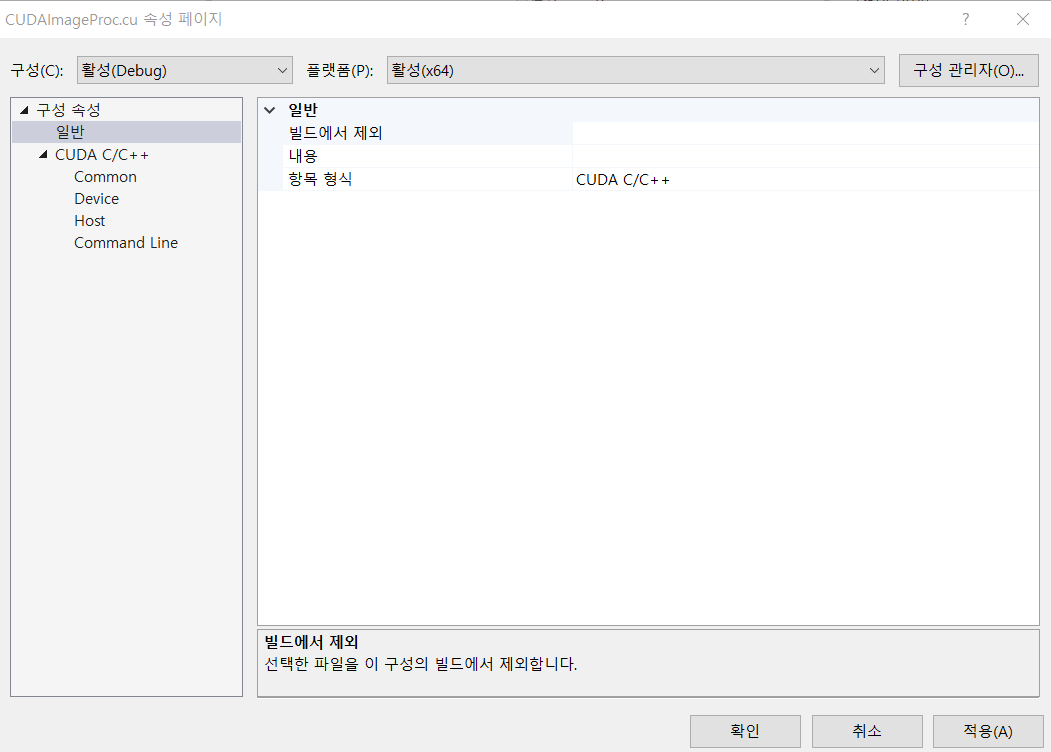 CUDAImageProc.cu 속성 페이지
?
구성(C): 활성(Debug) 플랫폼(P): 활성(x64) 구성 관리자(O)...
구성 속성
일반
CUDA C/C++
Common
Device
Host
Command Line
일반
빌드에서 제외
내용
항목 형식 CUDA C/C++
빌드에서 제외
선택한 파일을 이 구성의 빌드에서 제외합니다.
확인 취소 적용(A)